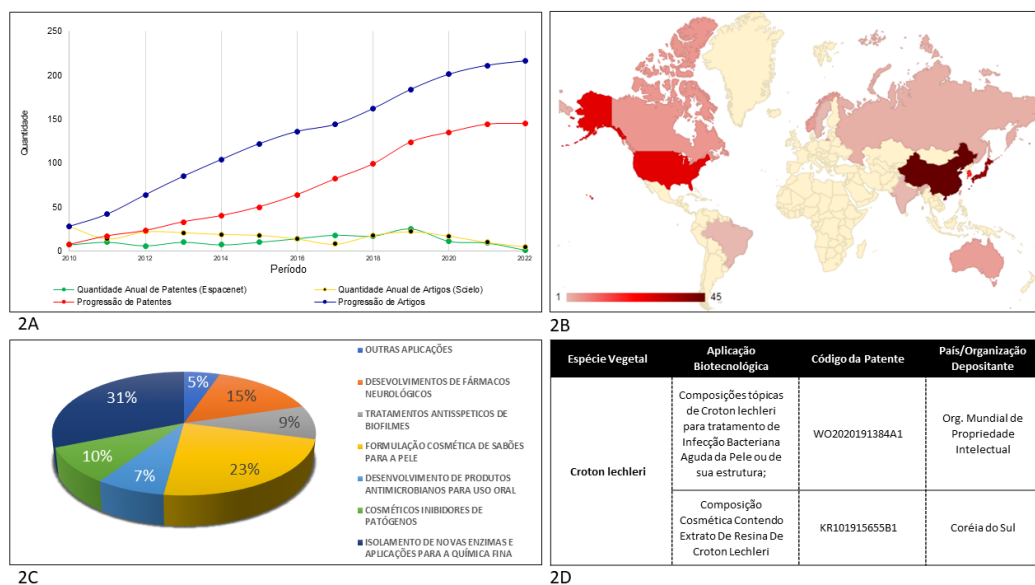 250
200
150
100
50
0
Quantidade
2010
2012
2014
2016
2018
2020
2022
Período
Quantidade Anual de Patentes (Espacenet)
Quantidade Anual de Artigos (Scielo)
Progressão de Patentes
Progressão de Artigos
2A
1
45
2B
5%
15%
9%
23%
7%
10%
31%
OUTRAS APLICAÇÕES
DESEVOLVIMENTOS DE FÁRMACOS
NEUROLÓGICOS
TRATAMENTOS ANTISSPETICOS DE
BIOFILMES
FORMULAÇÃO COSMÉTICA DE SABÕES
PARA A PELE
DESENVOLVIMENTO DE PRODUTOS
ANTIMICROBIANOS PARA USO ORAL
COSMÉTICOS INIBIDORES DE
PATÓGENOS
ISOLAMENTO DE NOVAS ENZIMAS E
APLICAÇÕES PARA A QUÍMICA FINA
2C
Espécie Vegetal
Aplicação
Biotecnológica
Código da Patente
País/Organização
Depositante
Croton lechleri
Composições tópicas
de Croton lechleri
para tratamento de
Infecção Bacteriana
Aguda da Pele ou de
sua estrutura;
WO2020191384A1
Org. Mundial de
Propriedade
Intelectual
Composição
Cosmética Contendo
Extrato De Resina De
Croton Lechleri
KR101915655B1
Coréia do Sul
2D